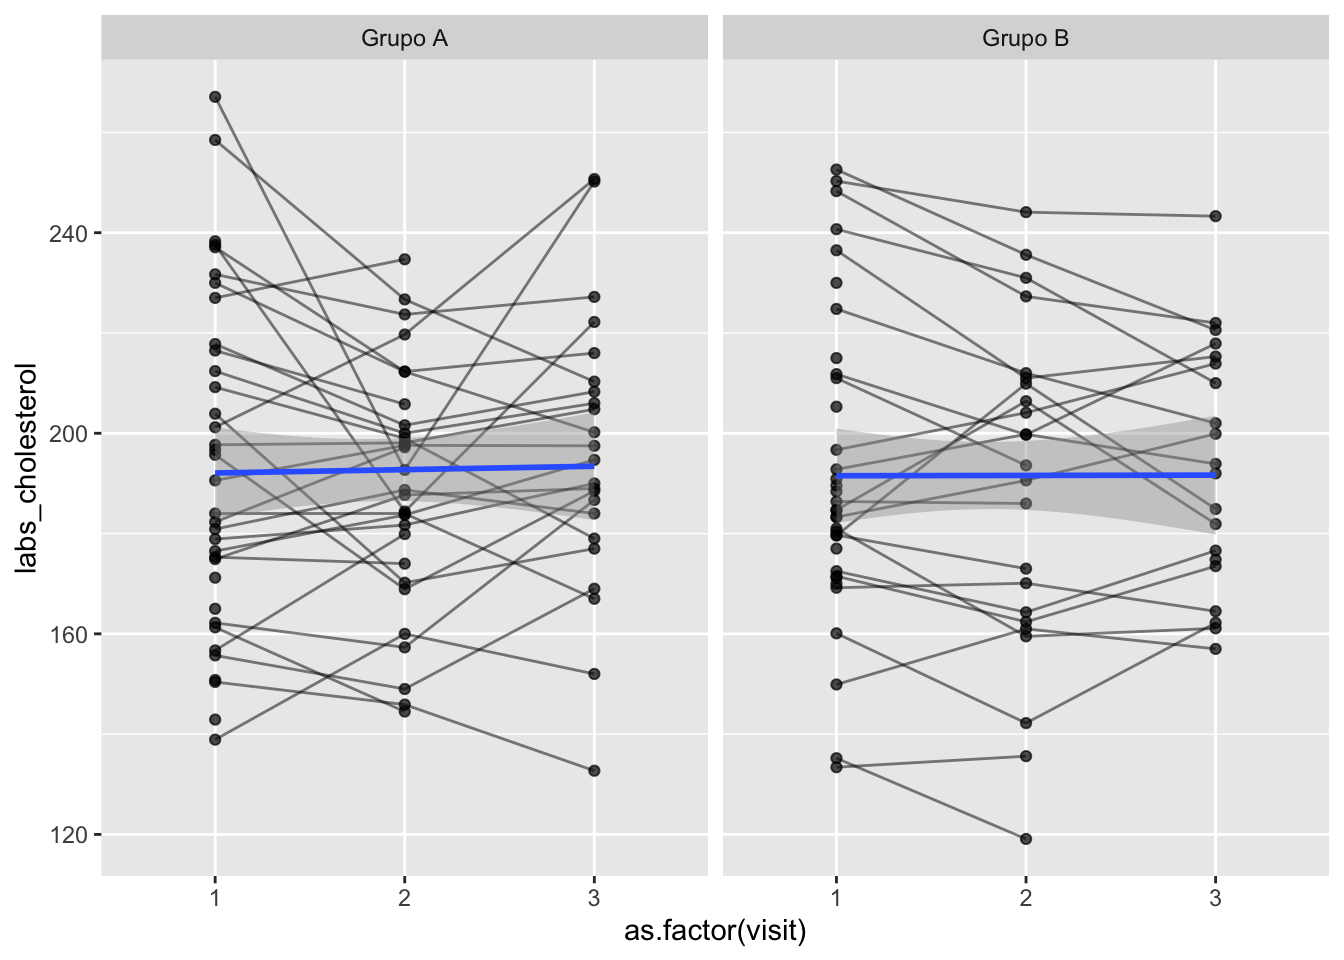 Grupo A
Grupo B
labs_cholesterol
240
200
160
120
1 2 3
1 2 3
as.factor(visit)